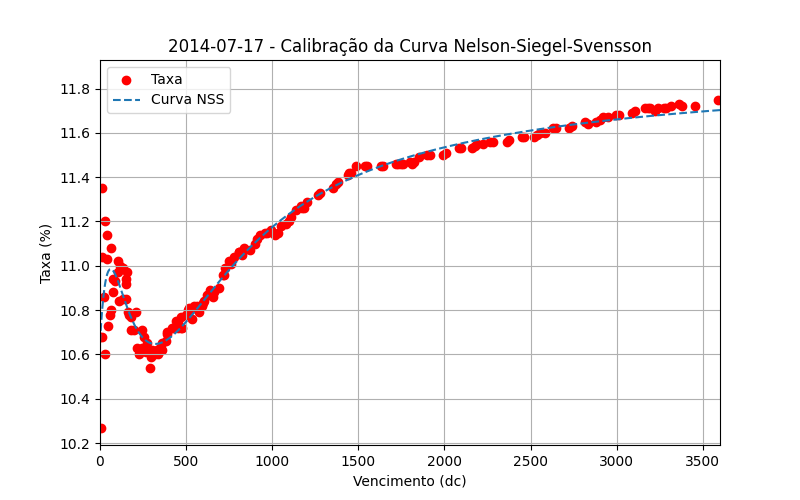 2014-07-17 - Calibração da Curva Nelson-Siegel-Svensson
Taxa
Curva NSS
11.8
11.6
11.4
11.2
11.0
10.8
10.6
10.4
10.2
Taxa (%)
0 500 1000 1500 2000 2500 3000 3500
Vencimento (dc)